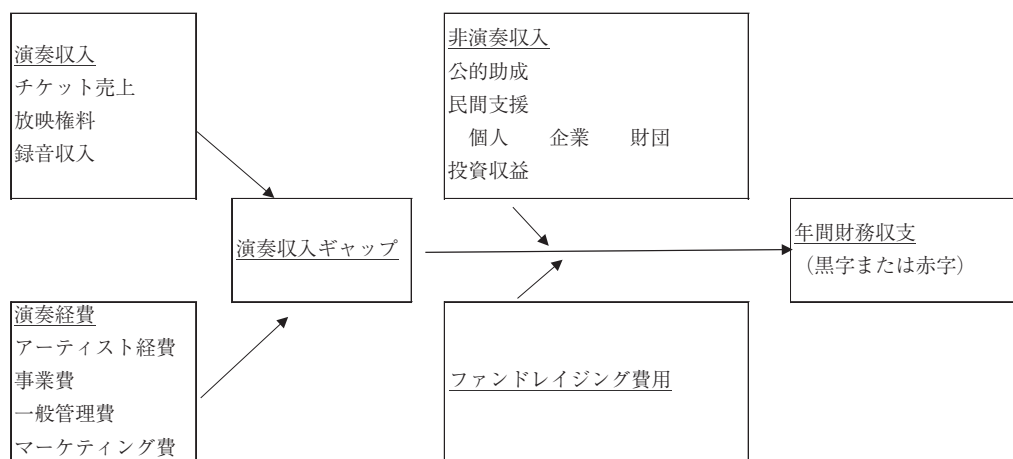 演奏収入
チケット売上
放映権料
録音収入
非演奏収入
公的助成
民間支援
個人　企業　財団
投資収益
演奏収入ギャップ
年間財務収支
（黒字または赤字）
演奏経費
アーティスト経費
事業費
一般管理費
マーケティング費
ファンドレイジング費用